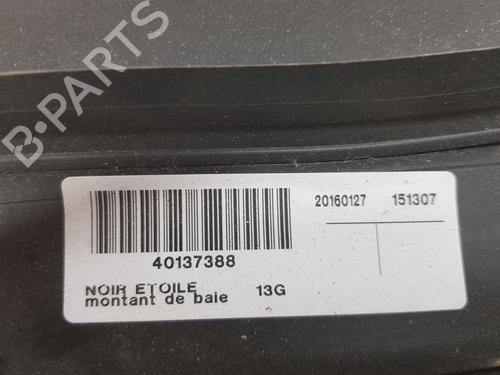 B-PARTS
20160127 151307
40137388
NOIR ETOILE 13G
montant de baie